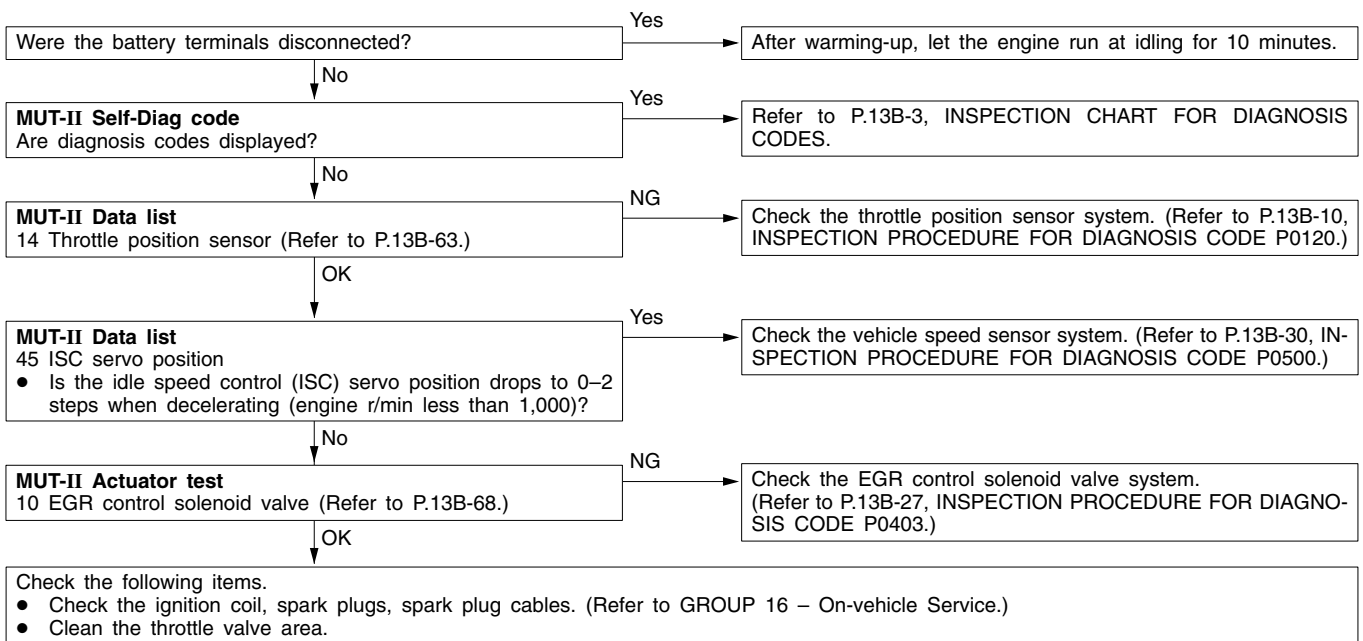 Yes
Were the battery terminals disconnected?
After warming-up, let the engine run at idling for 10 minutes.
No
Yes
MUT-II Self-Diag code
Are diagnosis codes displayed?
Refer to P.13B-3, INSPECTION CHART FOR DIAGNOSIS
CODES.
No
NG
MUT-II Data list
14 Throttle position sensor (Refer to P.13B-63.)
Check the throttle position sensor system. (Refer to P.13B-10,
INSPECTION PROCEDURE FOR DIAGNOSIS CODE P0120.)
OK
Yes
MUT-II Data list
45 ISC servo position
● Is the idle speed control (ISC) servo position drops to 0–2
steps when decelerating (engine r/min less than 1,000)?
Check the vehicle speed sensor system. (Refer to P.13B-30, IN-
SPECTION PROCEDURE FOR DIAGNOSIS CODE P0500.)
No
NG
MUT-II Actuator test
10 EGR control solenoid valve (Refer to P.13B-68.)
Check the EGR control solenoid valve system.
(Refer to P.13B-27, INSPECTION PROCEDURE FOR DIAGNO-
SIS CODE P0403.)
OK
Check the following items.
● Check the ignition coil, spark plugs, spark plug cables. (Refer to GROUP 16 – On-vehicle Service.)
● Clean the throttle valve area.